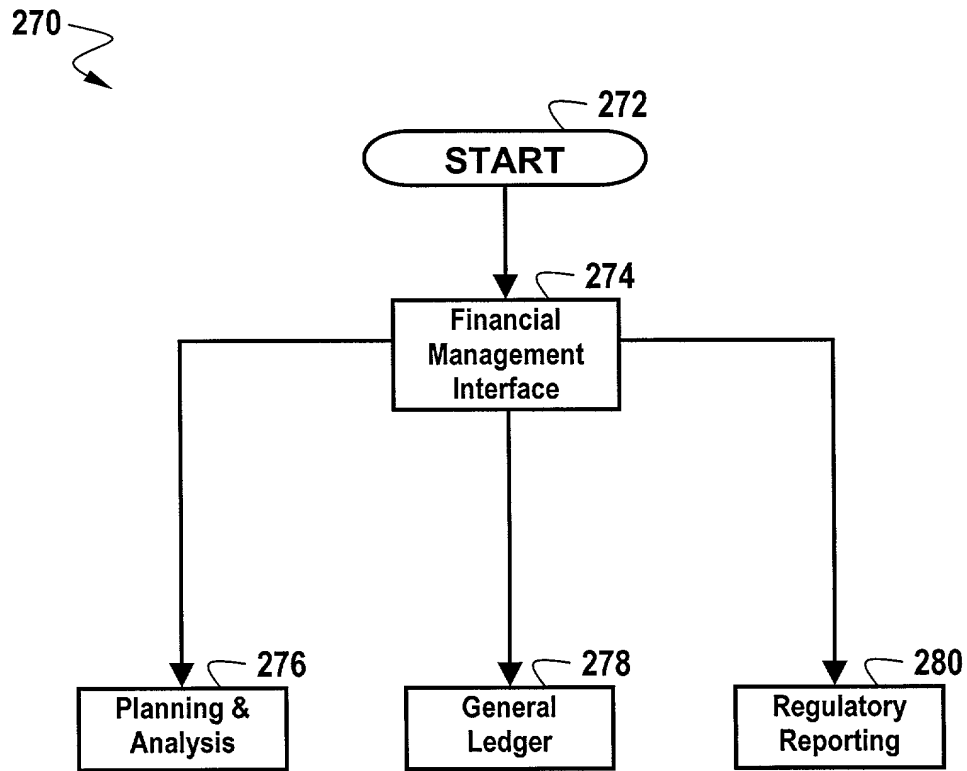 270
272
START
274
Financial
Management
Interface
276
Planning &
Analysis
278
General
Ledger
280
Regulatory
Reporting